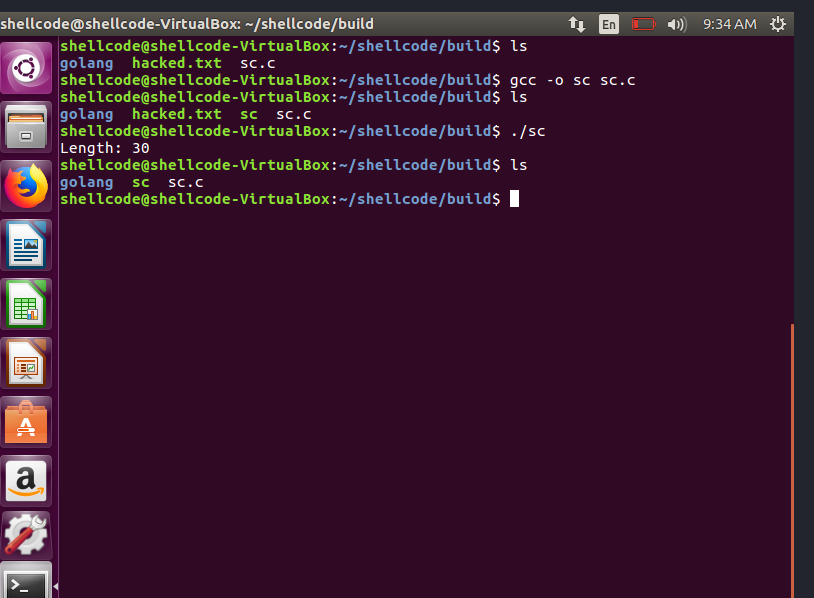 shellcode@shellcode-VirtualBox: ~/shellcode/build En 9:34 AM
shellcode@shellcode-VirtualBox:~/shellcode/build$ ls
golang hacked.txt sc.c
shellcode@shellcode-VirtualBox:~/shellcode/build$ gcc -o sc sc.c
shellcode@shellcode-VirtualBox:~/shellcode/build$ ls
golang hacked.txt sc sc.c
shellcode@shellcode-VirtualBox:~/shellcode/build$ ./sc
Length: 30
shellcode@shellcode-VirtualBox:~/shellcode/build$ ls
golang sc sc.c
shellcode@shellcode-VirtualBox:~/shellcode/build$
A
a
>_